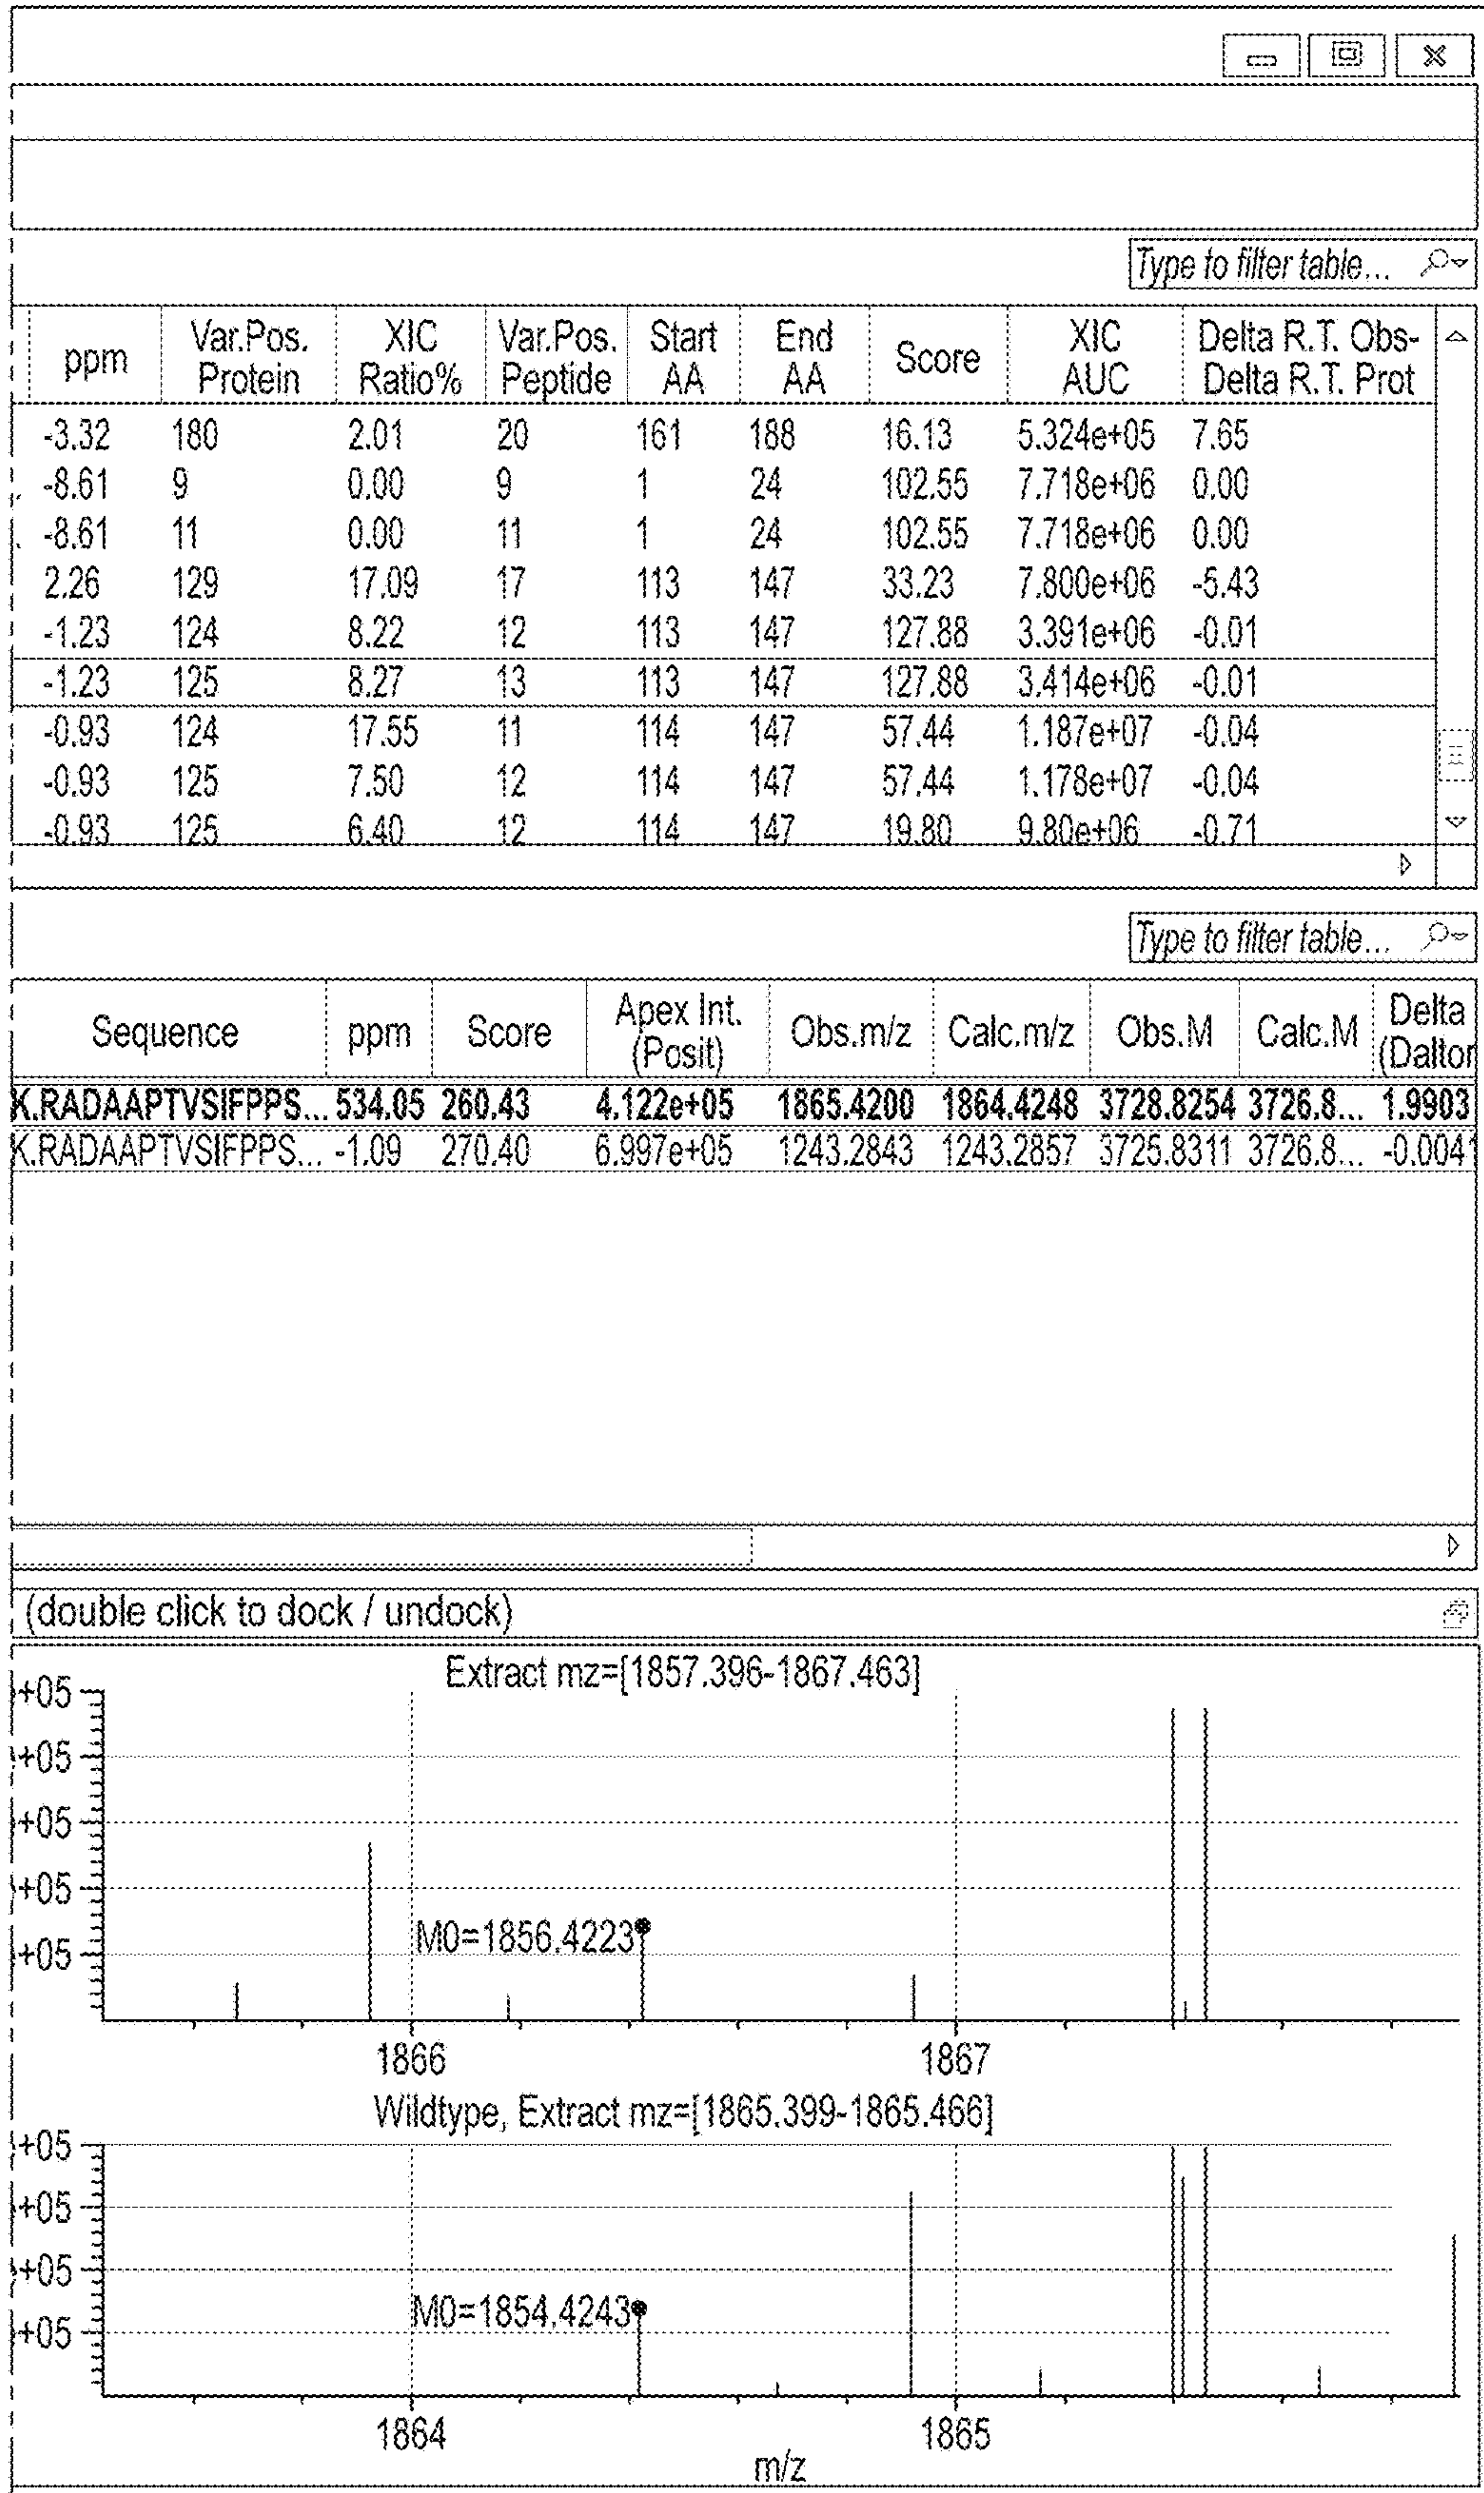 Type to filter table...
ppm Var.Pos. Protein XIC Ratio% Var.Pos. Peptide Start AA End AA Score XIC AUC Delta R.T. Obs- Delta R.T. Prot
-3.32 180 2.01 20 161 188 16.13 5.324e+05 7.65
-8.61 9 0.00 9 1 24 102.55 7.718e+06 0.00
-8.61 11 0.00 11 1 24 102.55 7.718e+06 0.00
2.26 129 17.09 17 113 147 33.23 7.800e+06 -5.43
-1.23 124 8.22 12 113 147 127.88 3.391e+06 -0.01
-1.23 125 8.27 13 113 147 127.88 3.414e+06 -0.01
-0.93 124 17.55 11 114 147 57.44 1.187e+07 -0.04
-0.93 125 7.50 12 114 147 57.44 1.178e+07 -0.04
-0.93 125 6.40 12 114 147 19.80 9.80e+06 -0.71
Type to filter table...
Sequence ppm Score Apex Int. (Posit) Obs.m/z Calc.m/z Obs.M Calc.M Delta (Dalton
K.RADAAPTVSIFPPS... 534.05 260.43 4.122e+05 1865.4200 1864.4248 3728.8254 3726.8... 1.9903
K.RADAAPTVSIFPPS... -1.09 270.40 6.997e+05 1243.2843 1243.2857 3725.8311 3726.8... -0.0041
(double click to dock / undock)
Extract mz=[1857.396-1867.463]
+05
+05
+05
+05
M0=1856.4223
+05
1866 1867
Wildtype, Extract mz=[1865.399-1865.466]
+05
+05
+05
M0=1854.4243
+05
1864 1865
m/z